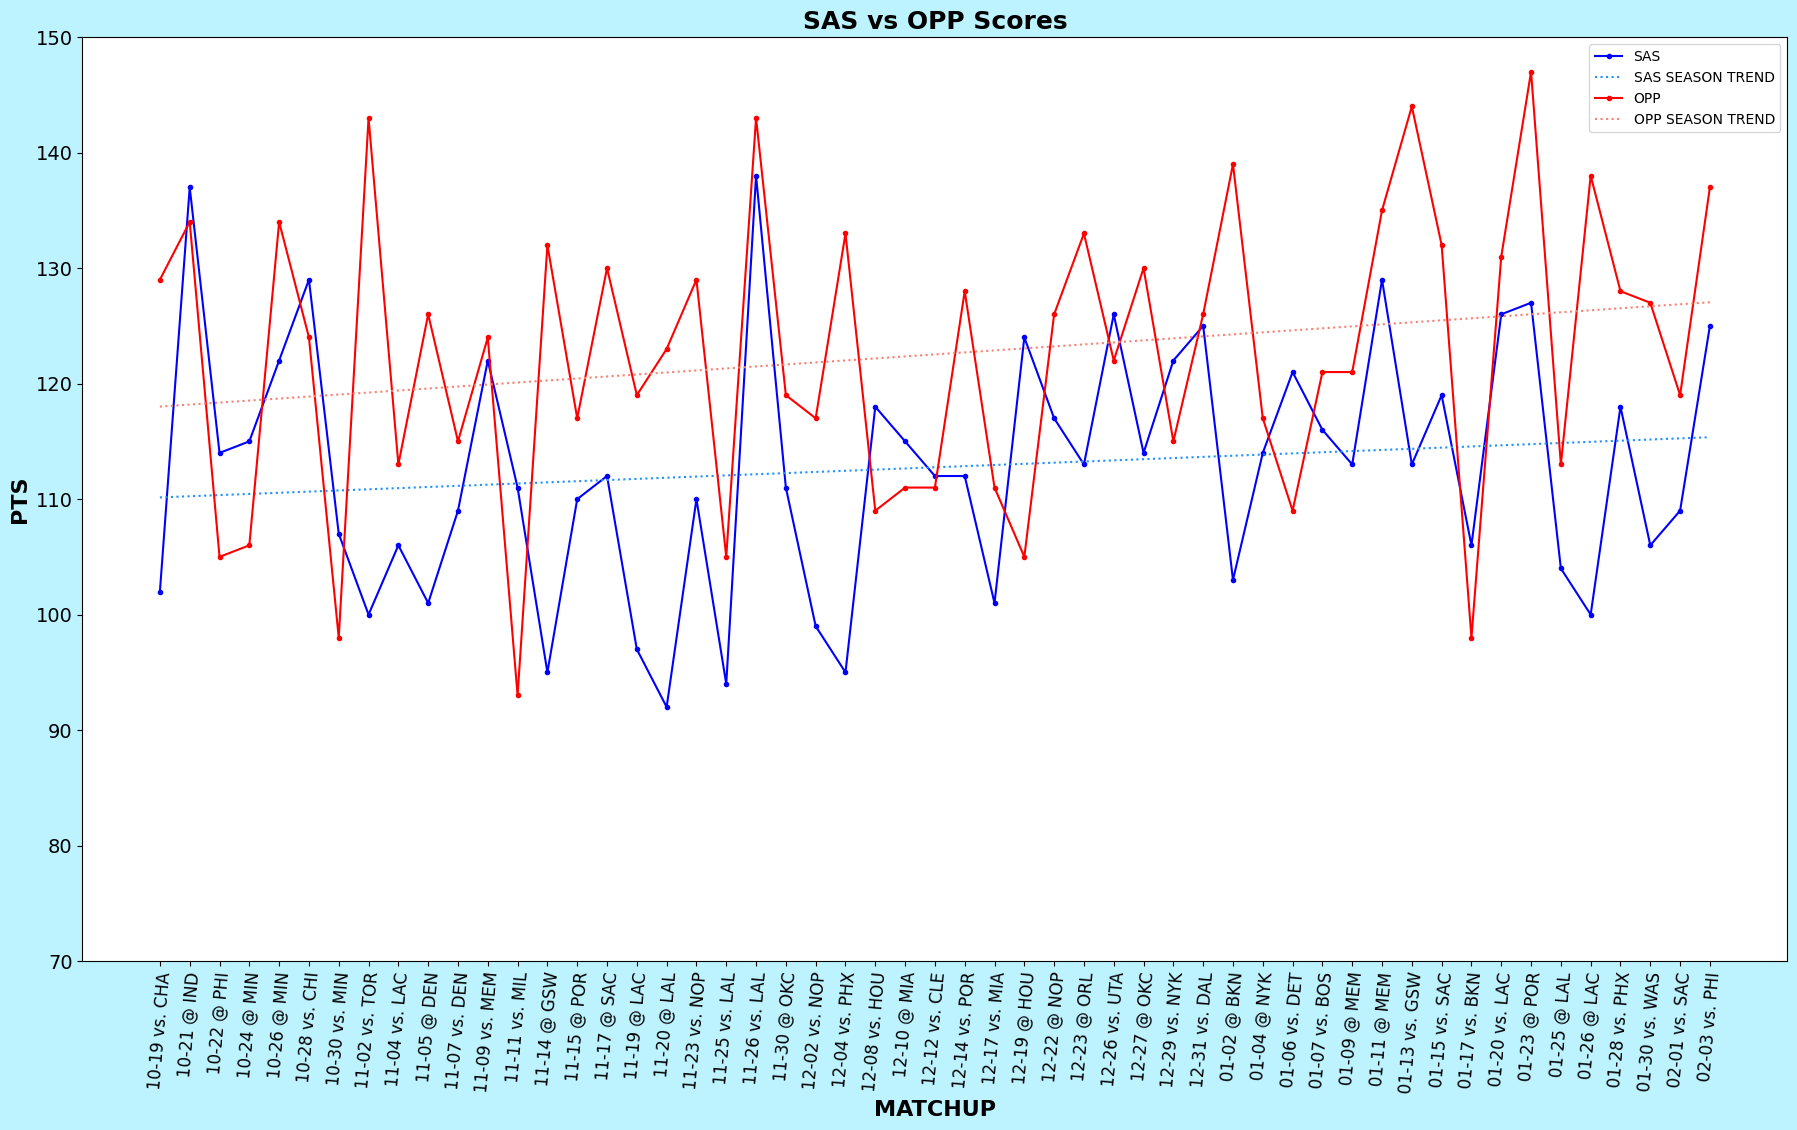 SAS vs OPP Scores
SAS
SAS SEASON TREND
OPP
OPP SEASON TREND
PTS
150
140
130
120
110
100
90
80
70
10-19 vs. CHA
10-21 @ IND
10-22 @ PHI
10-24 @ MIN
10-26 @ MIN
10-28 vs. CHI
10-30 vs. MIN
11-02 vs. TOR
11-04 vs. LAC
11-05 @ DEN
11-07 vs. DEN
11-09 vs. MEM
11-11 vs. MIL
11-14 @ GSW
11-15 @ POR
11-17 @ SAC
11-19 @ LAC
11-20 @ LAL
11-23 vs. NOP
11-25 vs. LAL
11-26 vs. LAL
11-30 @ OKC
12-02 vs. NOP
12-04 vs. PHX
12-08 vs. HOU
12-10 @ MIA
12-12 vs. CLE
12-14 vs. POR
12-17 vs. MIA
12-19 @ HOU
12-22 @ NOP
12-23 @ ORL
12-26 vs. UTA
12-27 @ OKC
12-29 vs. NYK
12-31 vs. DAL
01-02 @ BKN
01-04 @ NYK
01-06 vs. DET
01-07 vs. BOS
01-09 @ MEM
01-11 @ MEM
01-13 vs. GSW
01-15 vs. SAC
01-17 vs. BKN
01-20 vs. LAC
01-23 @ POR
01-25 @ LAL
01-26 @ LAC
01-28 vs. PHX
01-30 vs. WAS
02-01 vs. SAC
02-03 vs. PHI
MATCHUP